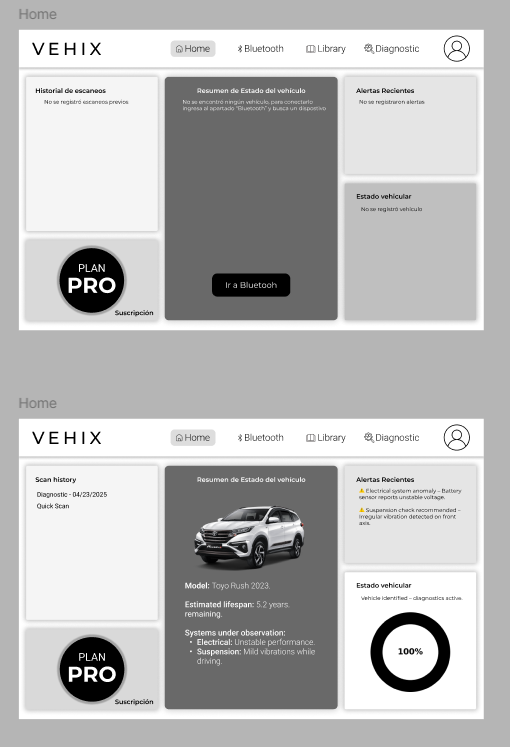 Home
VEHIX
Home
Bluetooth
Library
Diagnostic
Historial de escaneos
No se registró escaneos previos
PLAN
PRO
Suscripción
Resumen de Estado del vehículo
No se encontró ningún vehículo, para conectarlo
ingresa al apartado "Bluetooth" y busca un dispositivo
Ir a Bluetooh
Alertas Recientes
No se registraron alertas
Estado vehicular
No se registró vehículo
Home
VEHIX
Home
Bluetooth
Library
Diagnostic
Scan history
Diagnostic - 04/23/2025
Quick Scan
PLAN
PRO
Suscripción
Resumen de Estado del vehículo
Model: Toyo Rush 2023.
Estimated lifespan: 5.2 years.
remaining.
Systems under observation:
• Electrical: Unstable performance.
• Suspension: Mild vibrations while
driving.
Alertas Recientes
⚠️ Electrical system anomaly – Battery
sensor reports unstable voltage.
⚠️ Suspension check recommended –
Irregular vibration detected on front
axis.
Estado vehicular
Vehicle identified – diagnostics active.
100%